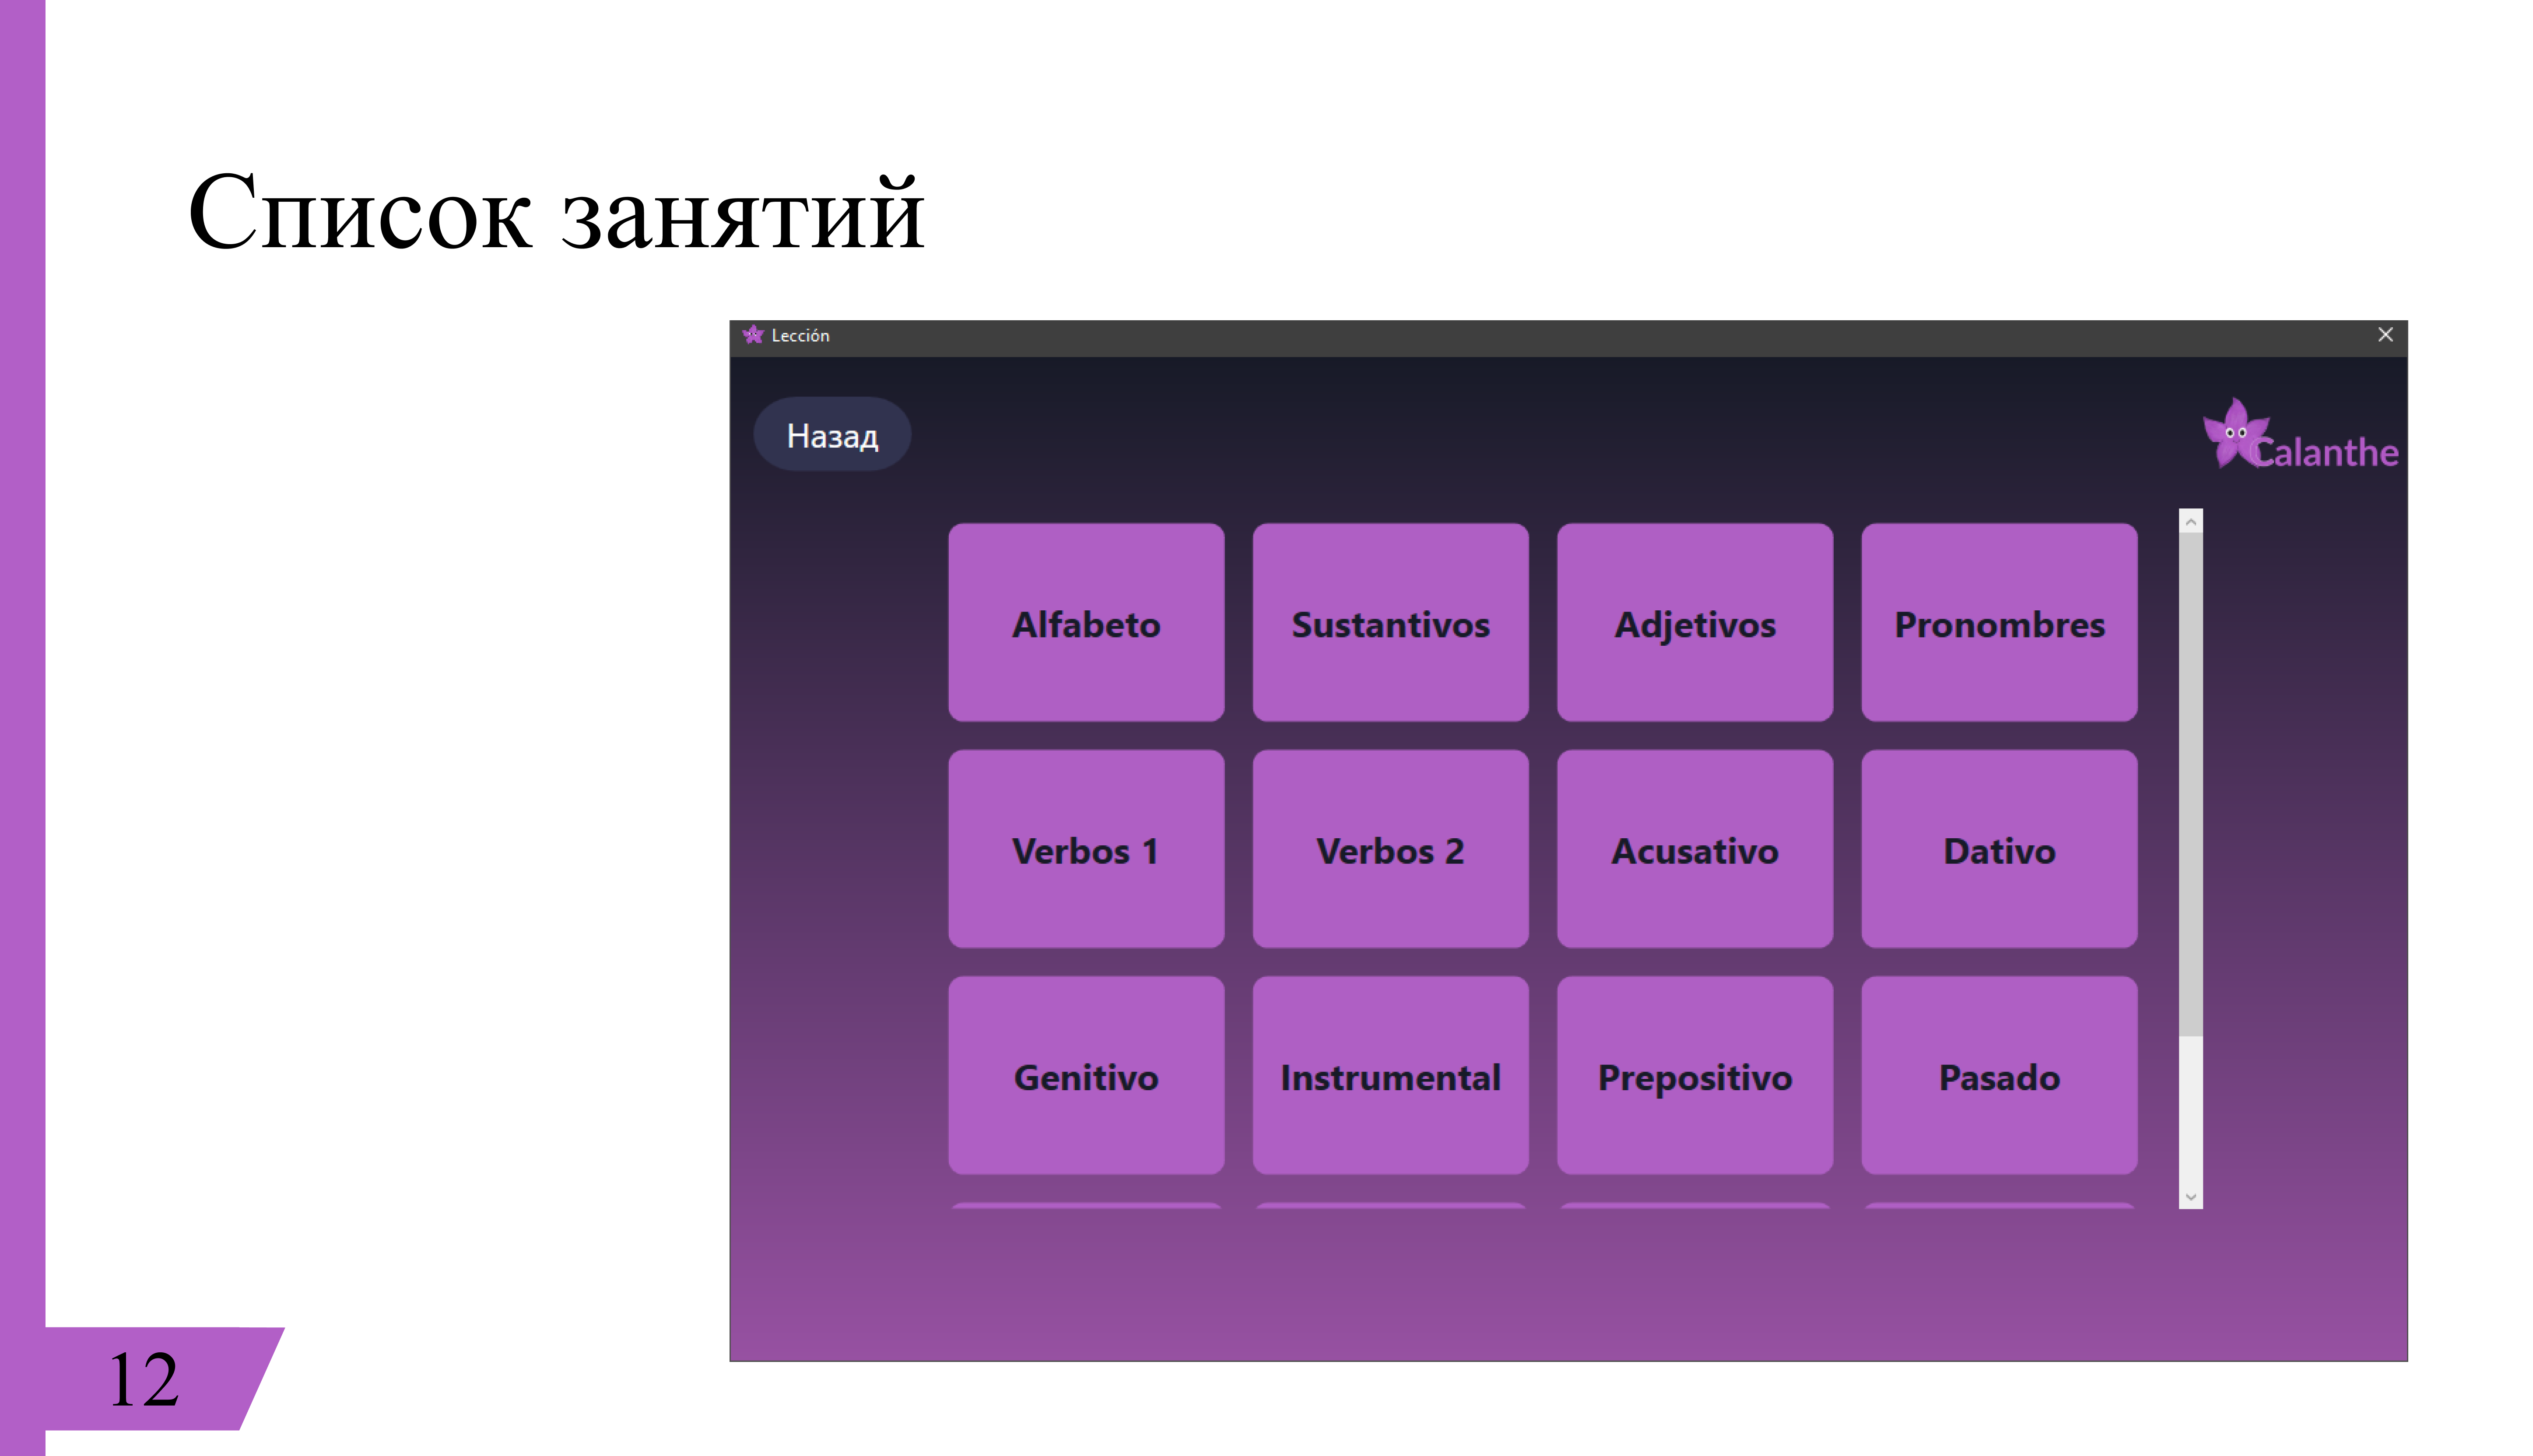 Список занятий
Lección
Назад
Calanthe
Alfabeto
Sustantivos
Adjetivos
Pronombres
Verbos 1
Verbos 2
Acusativo
Dativo
Genitivo
Instrumental
Prepositivo
Pasado
12